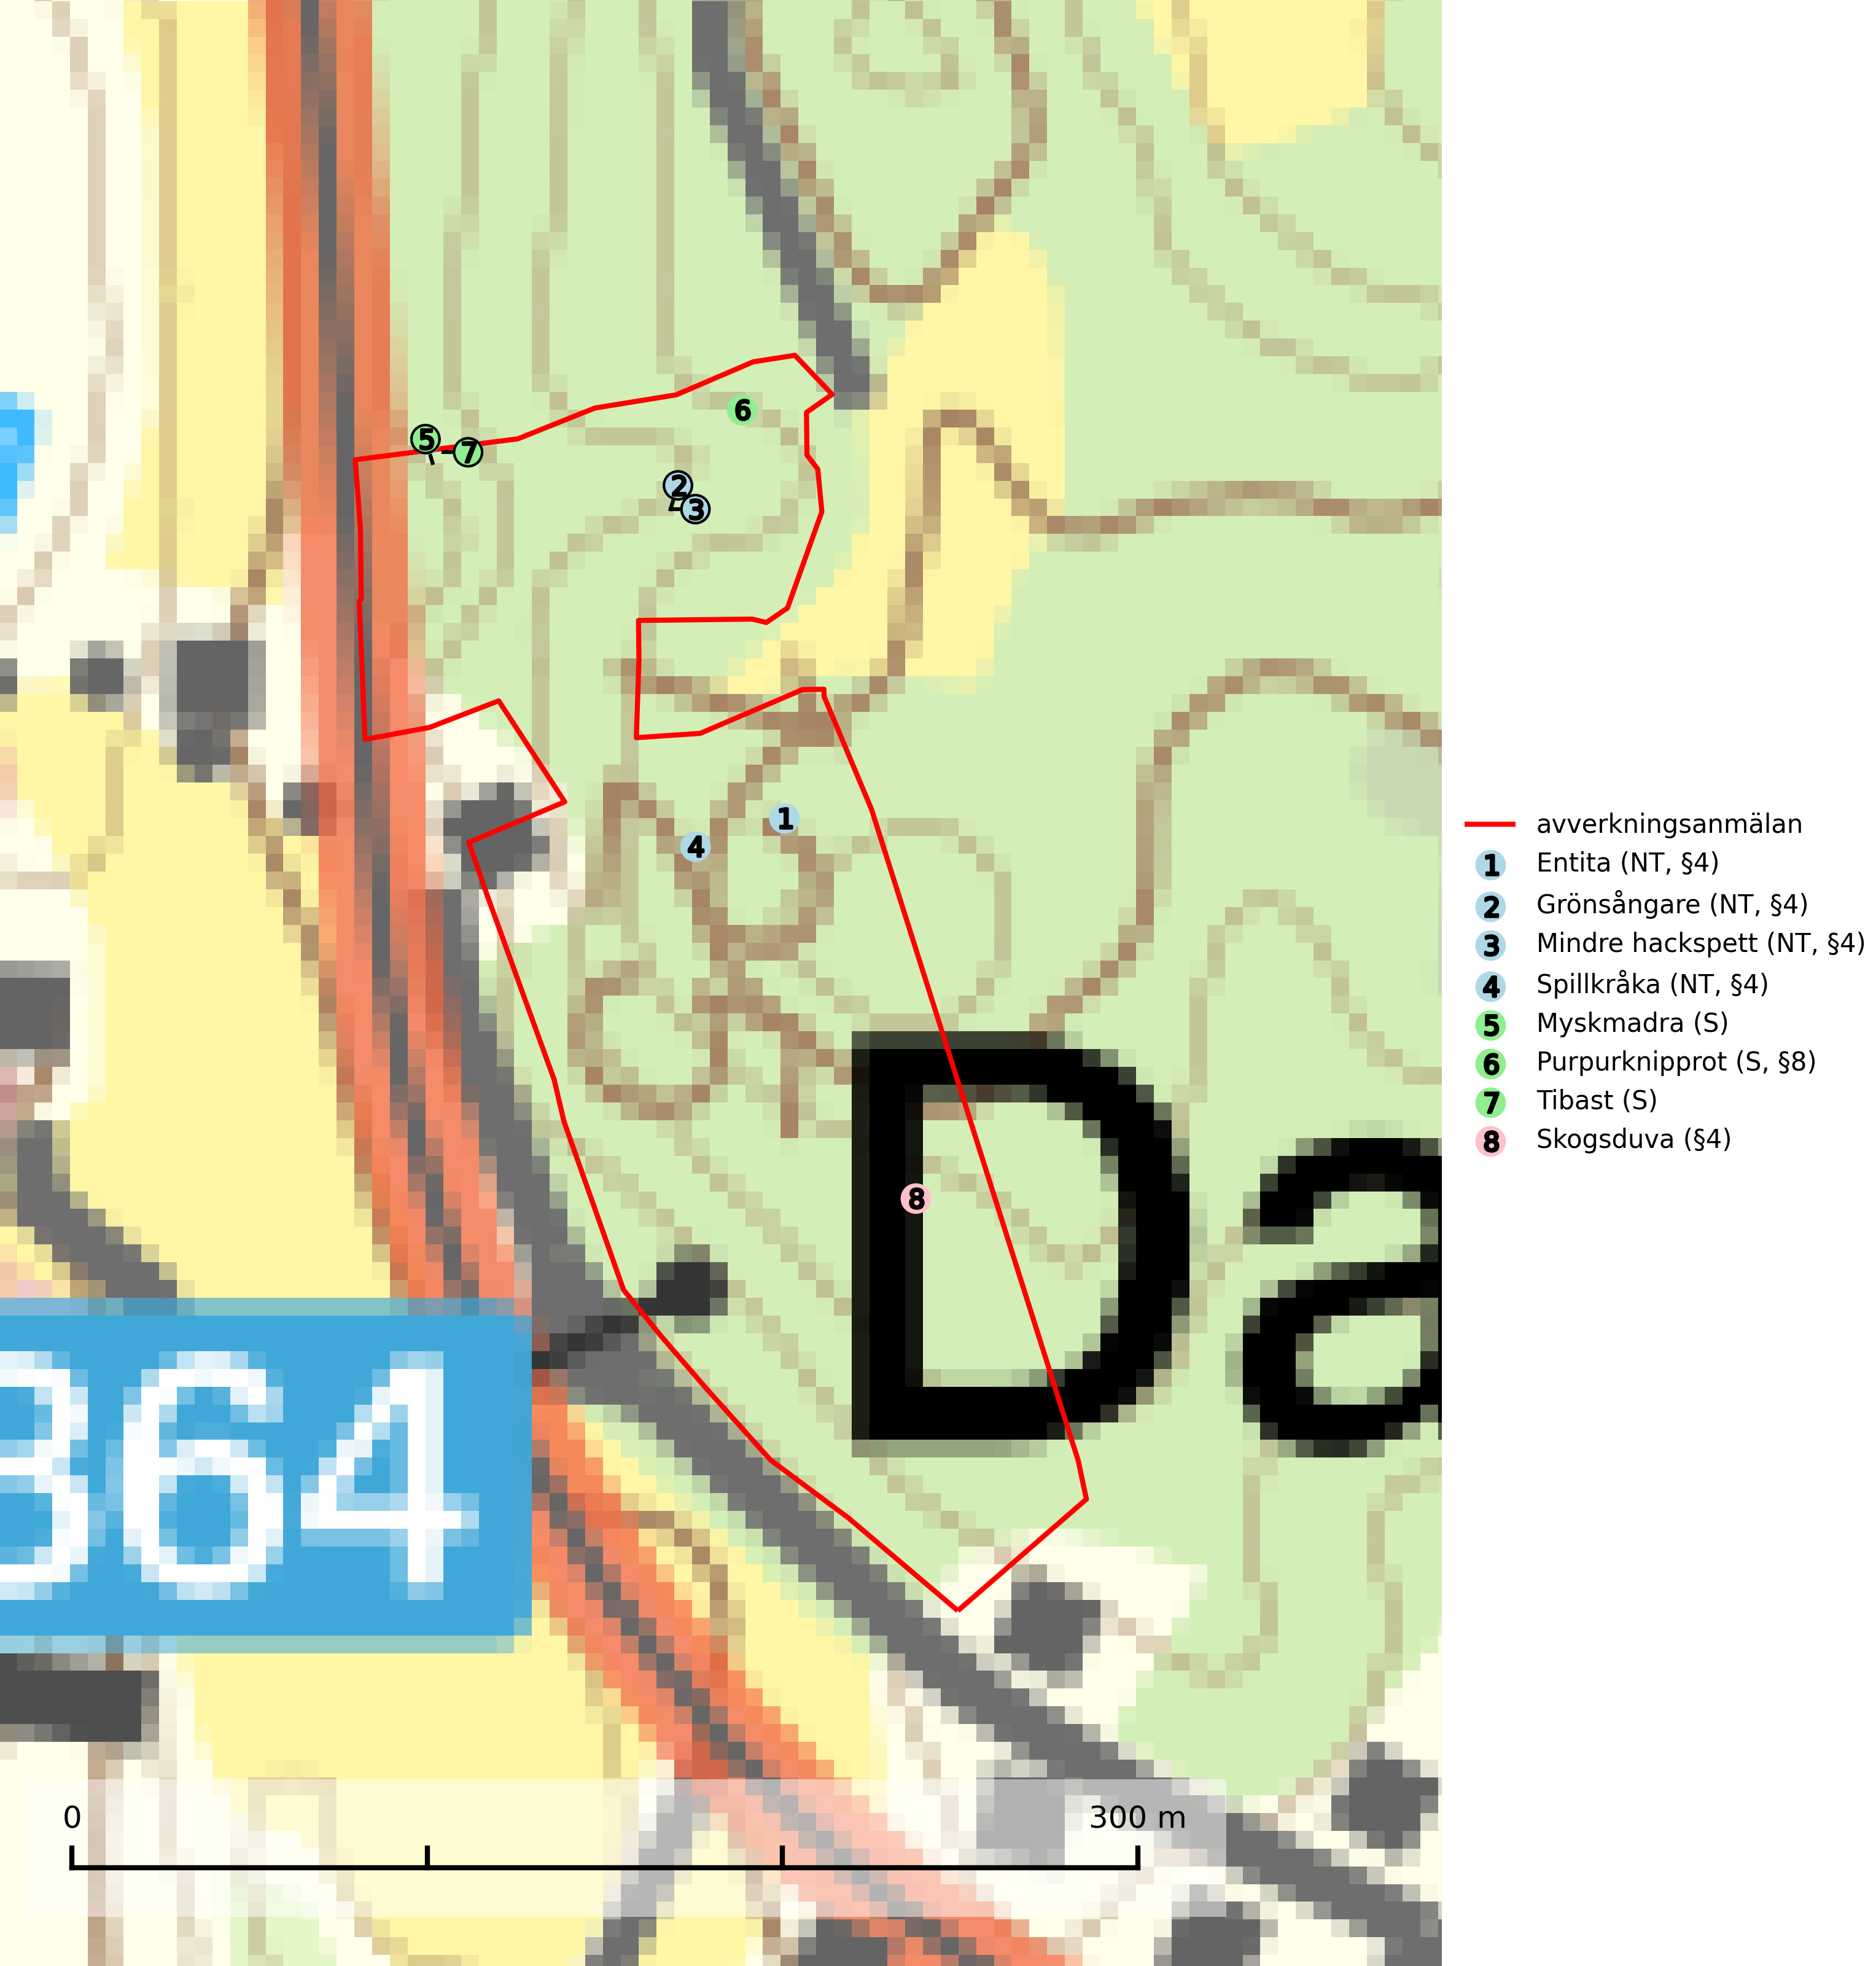 6
5
7
2
3
1
4
Da
8
364
0
300 m
avverkningsanmälan
1 Entita (NT, §4)
2 Grönsångare (NT, §4)
3 Mindre hackspett (NT, §4)
4 Spillkråka (NT, §4)
5 Myskmadra (S)
6 Purpurknipprot (S, §8)
7 Tibast (S)
8 Skogsduva (§4)